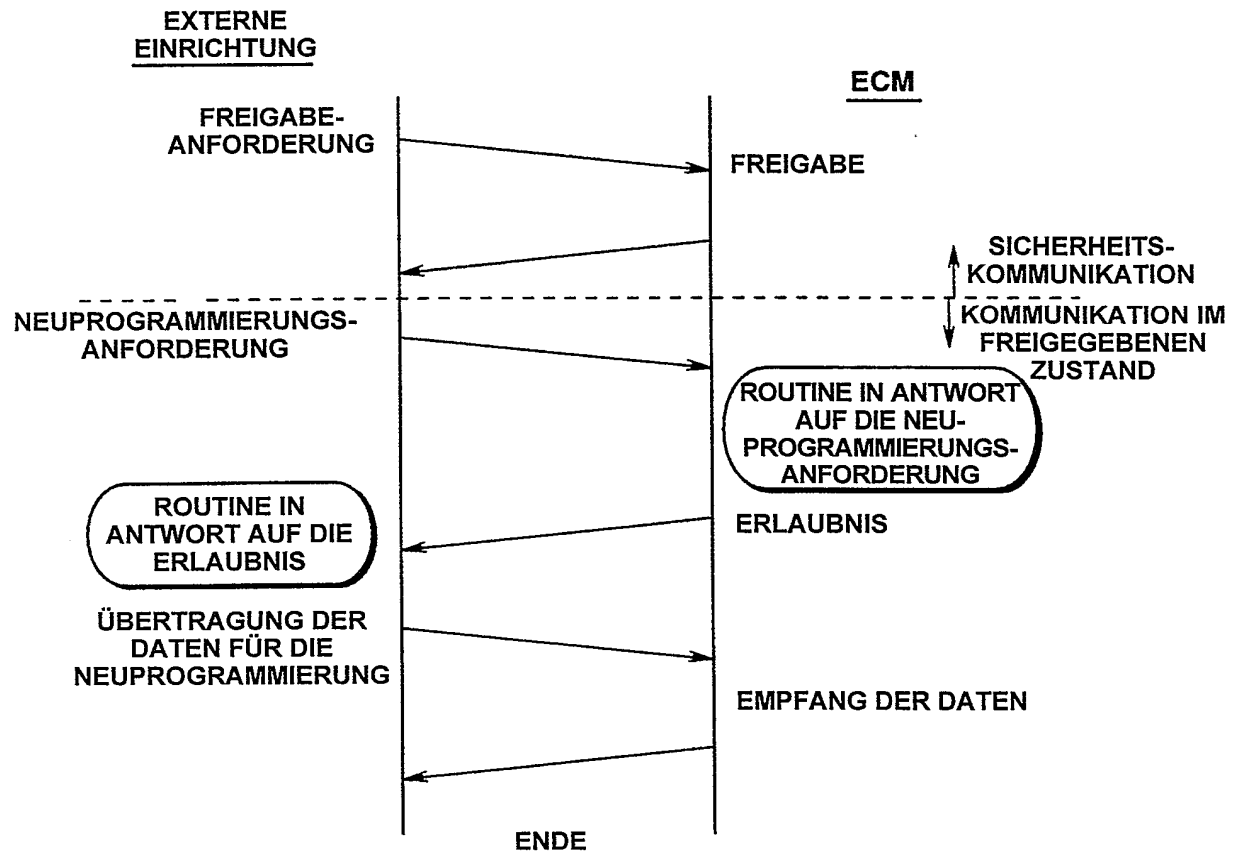 EXTERNE
EINRICHTUNG
ECM
FREIGABE-
ANFORDERUNG
FREIGABE
SICHERHEITS-
KOMMUNIKATION
NEUPROGRAMMIERUNGS-
ANFORDERUNG
KOMMUNIKATION IM
FREIGEGEBENEN
ZUSTAND
ROUTINE IN ANTWORT
AUF DIE NEU-
PROGRAMMIERUNGS-
ANFORDERUNG
ROUTINE IN
ANTWORT AUF DIE
ERLAUBNIS
ERLAUBNIS
ÜBERTRAGUNG DER
DATEN FÜR DIE
NEUPROGRAMMIERUNG
EMPFANG DER DATEN
ENDE